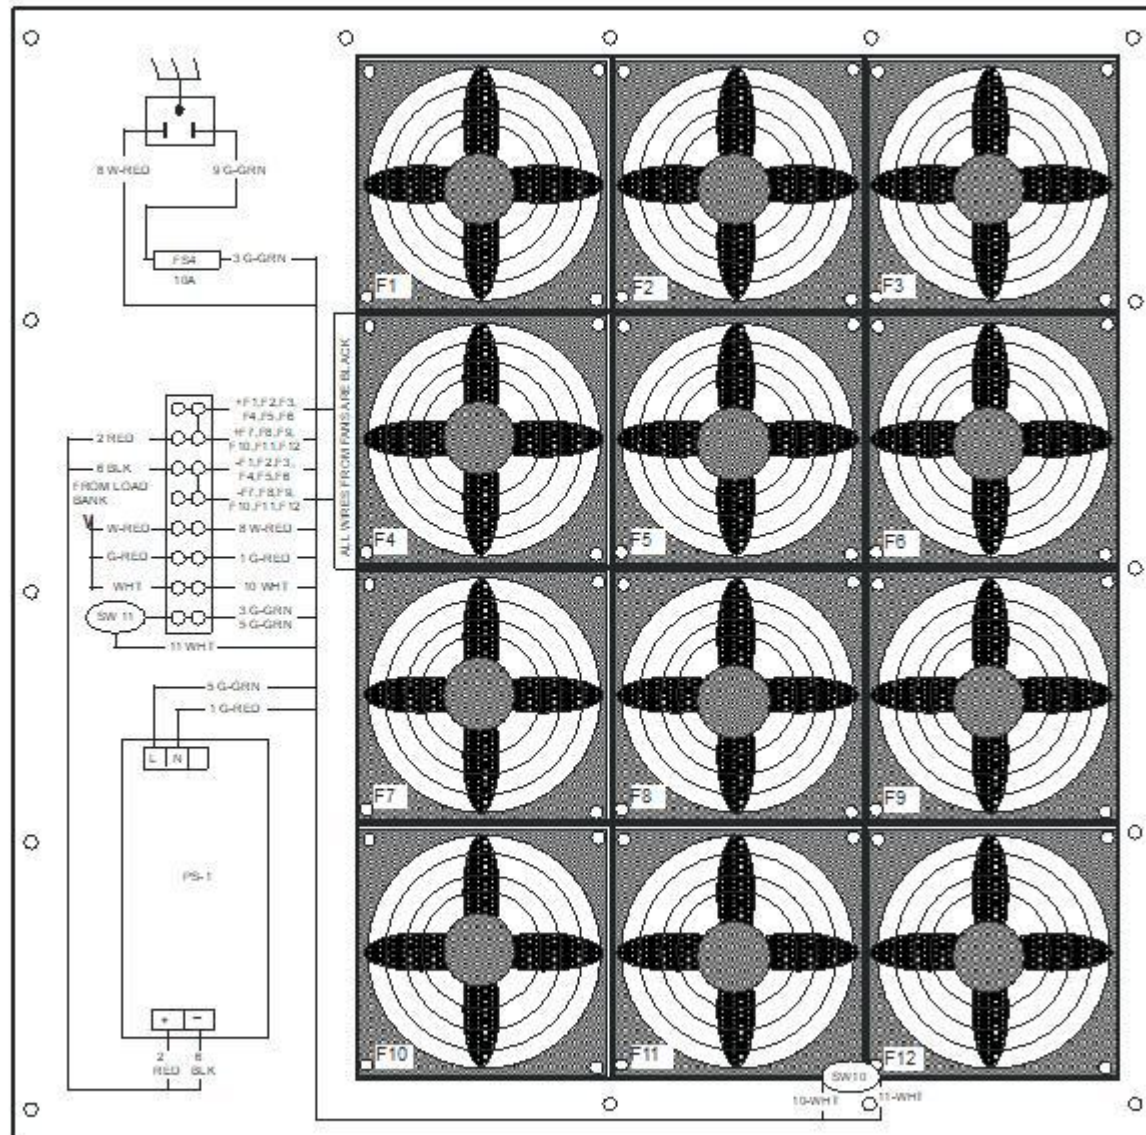 8 W-RED
9 G-GRN
FS4
3 G-GRN
10A
F1
F2
F3
ALL WIRES FROM FANS ARE BLACK
+F1,F2,F3,
F4,F5,F6
2 RED
+F7,F8,F9,
F10,F11,F12
6 BLK
-F1,F2,F3,
F4,F5,F6
FROM LOAD
BANK
-F7,F8,F9,
F10,F11,F12
W-RED
8 W-RED
G-RED
1 G-RED
WHT
10 WHT
SW 11
3 G-GRN
5 G-GRN
11 WHT
F4
F5
F6
5 G-GRN
1 G-RED
L N
PS-1
+ −
2
RED
6
BLK
F7
F8
F9
F10
F11
F12
SW10
10-WHT
11-WHT